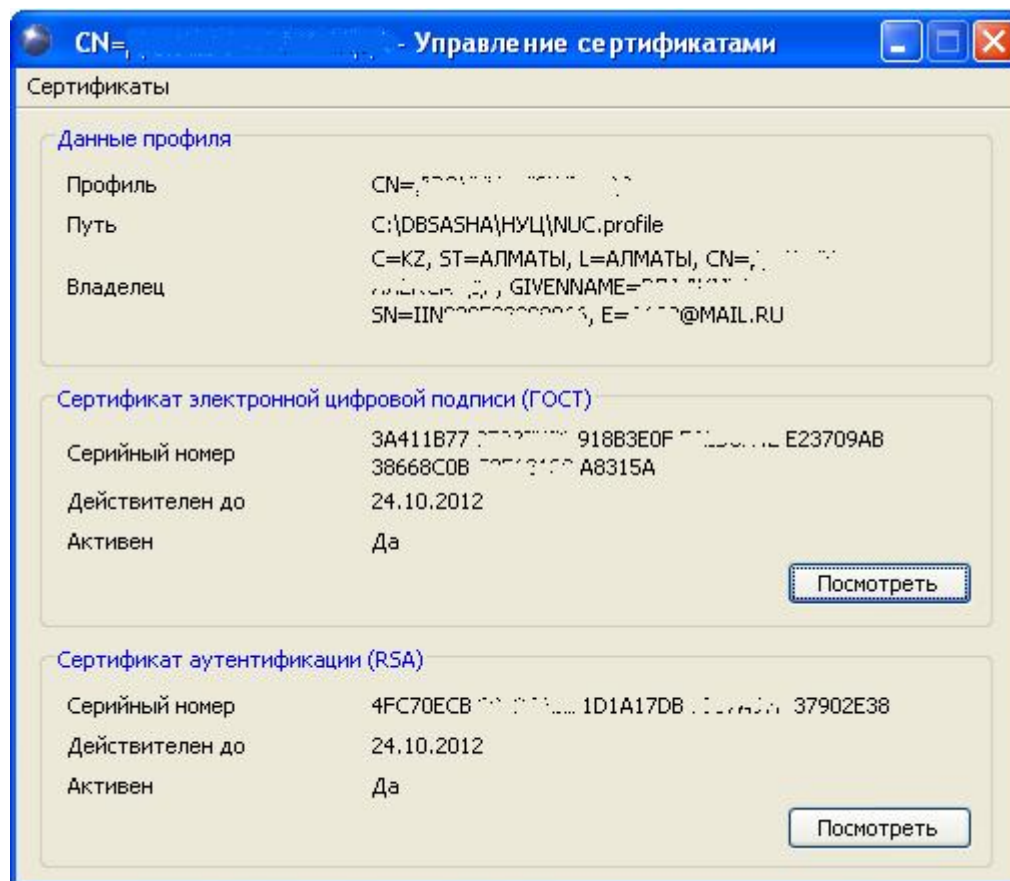 CN= - Управление сертификатами
Сертификаты
Данные профиля
Профиль CN=
Путь C:\DBSASHA\НУЦ\NUC.profile
Владелец C=KZ, ST=АЛМАТЫ, L=АЛМАТЫ, CN=
, GIVENNAME=
SN=IIN , E= @MAIL.RU
Сертификат электронной цифровой подписи (ГОСТ)
Серийный номер 3A411B77 918B3E0F E23709AB
38668C0B A8315A
Действителен до 24.10.2012
Активен Да
Посмотреть
Сертификат аутентификации (RSA)
Серийный номер 4FC70ECB 1D1A17DB 37902E38
Действителен до 24.10.2012
Активен Да
Посмотреть